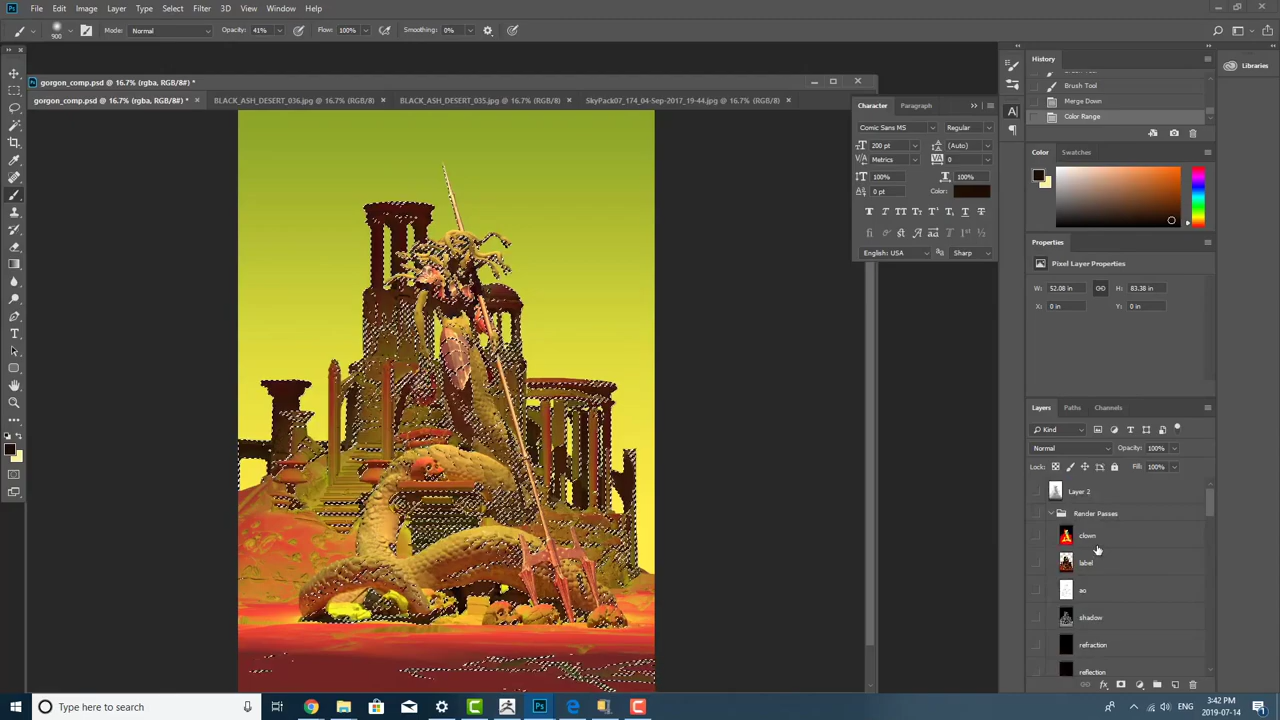 File Edit Image Layer Type Select Filter 3D View Window Help
900 Mode: Normal Opacity: 41% Flow: 100% Smoothing: 0%
gorgon_comp.psd @ 16.7% (rgba, RGB/8#) *
gorgon_comp.psd @ 16.7% (rgba, RGB/8#) * BLACK_ASH_DESERT_036.jpg @ 16.7% (RGB/8) BLACK_ASH_DESERT_035.jpg @ 16.7% (RGB/8) SkyPack07_174_04-Sep-2017_19-44.jpg @ 16.7% (RGB/8)
Character Paragraph
Comic Sans MS Regular
200 pt (Auto)
Metrics 0
100% 100%
0 pt Color:
English: USA Sharp
History
Brush Tool
Merge Down
Color Range
Libraries
Color Swatches
Properties
Pixel Layer Properties
W: 52.08 in H: 83.38 in
X: 0 in Y: 0 in
Layers Paths Channels
Kind
Normal Opacity: 100%
Lock: Fill: 100%
Layer 2
Render Passes
clown
label
ao
shadow
refraction
reflection
Type here to search
ENG 3:42 PM
2019-07-14